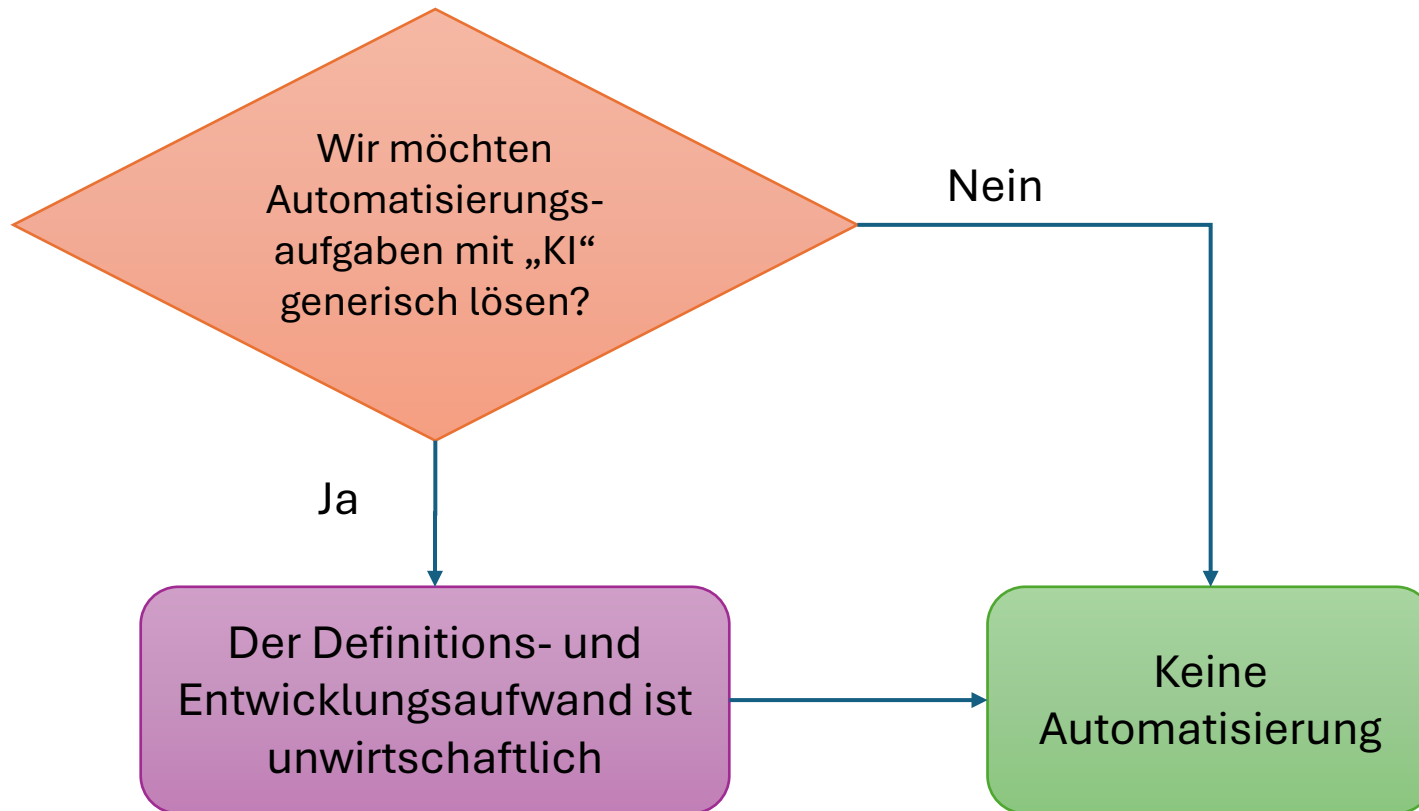 Wir möchten
Automatisierungs-
aufgaben mit „KI“
generisch lösen?
Nein
Ja
Der Definitions- und
Entwicklungsaufwand ist
unwirtschaftlich
Keine
Automatisierung